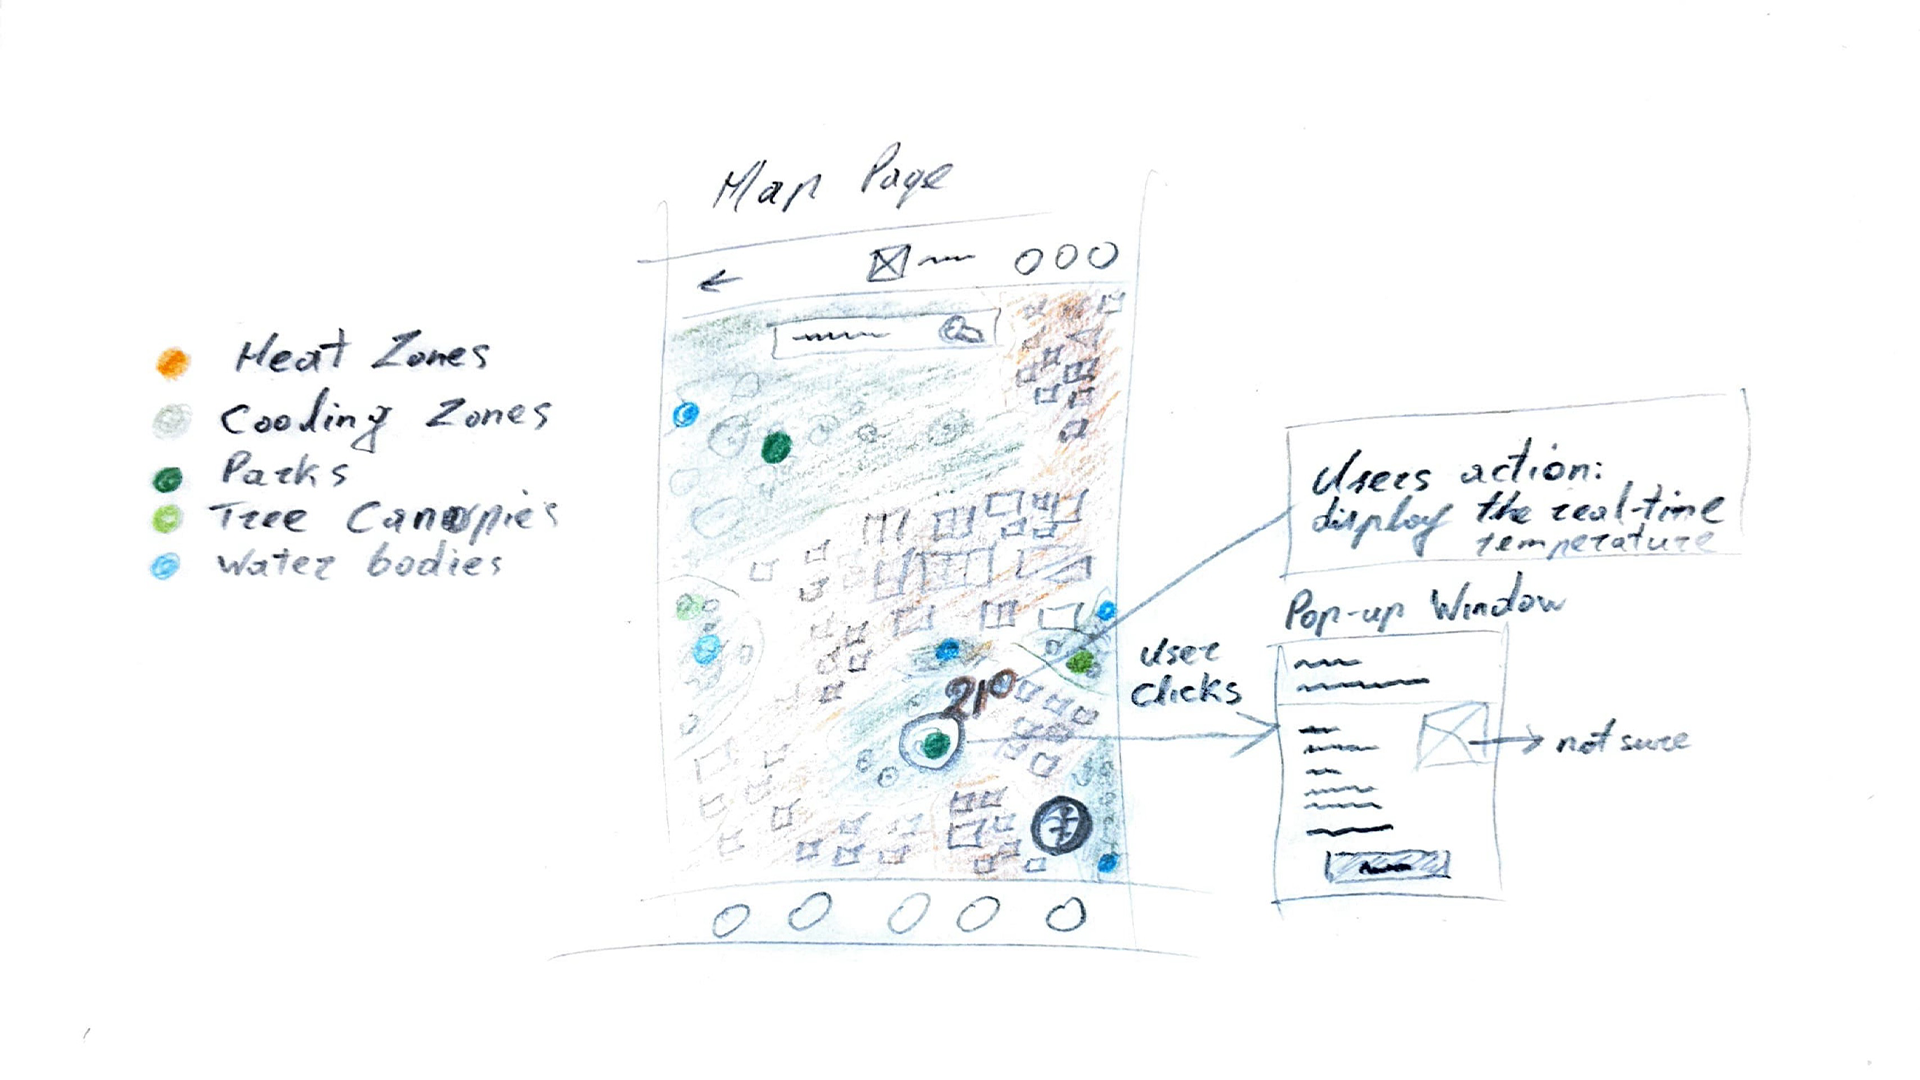 Map Page
Heat Zones
Cooling Zones
Parks
Tree Canopies
Water bodies
21°
Users action:
display the real-time
temperature
Pop-up Window
User
clicks
not sure